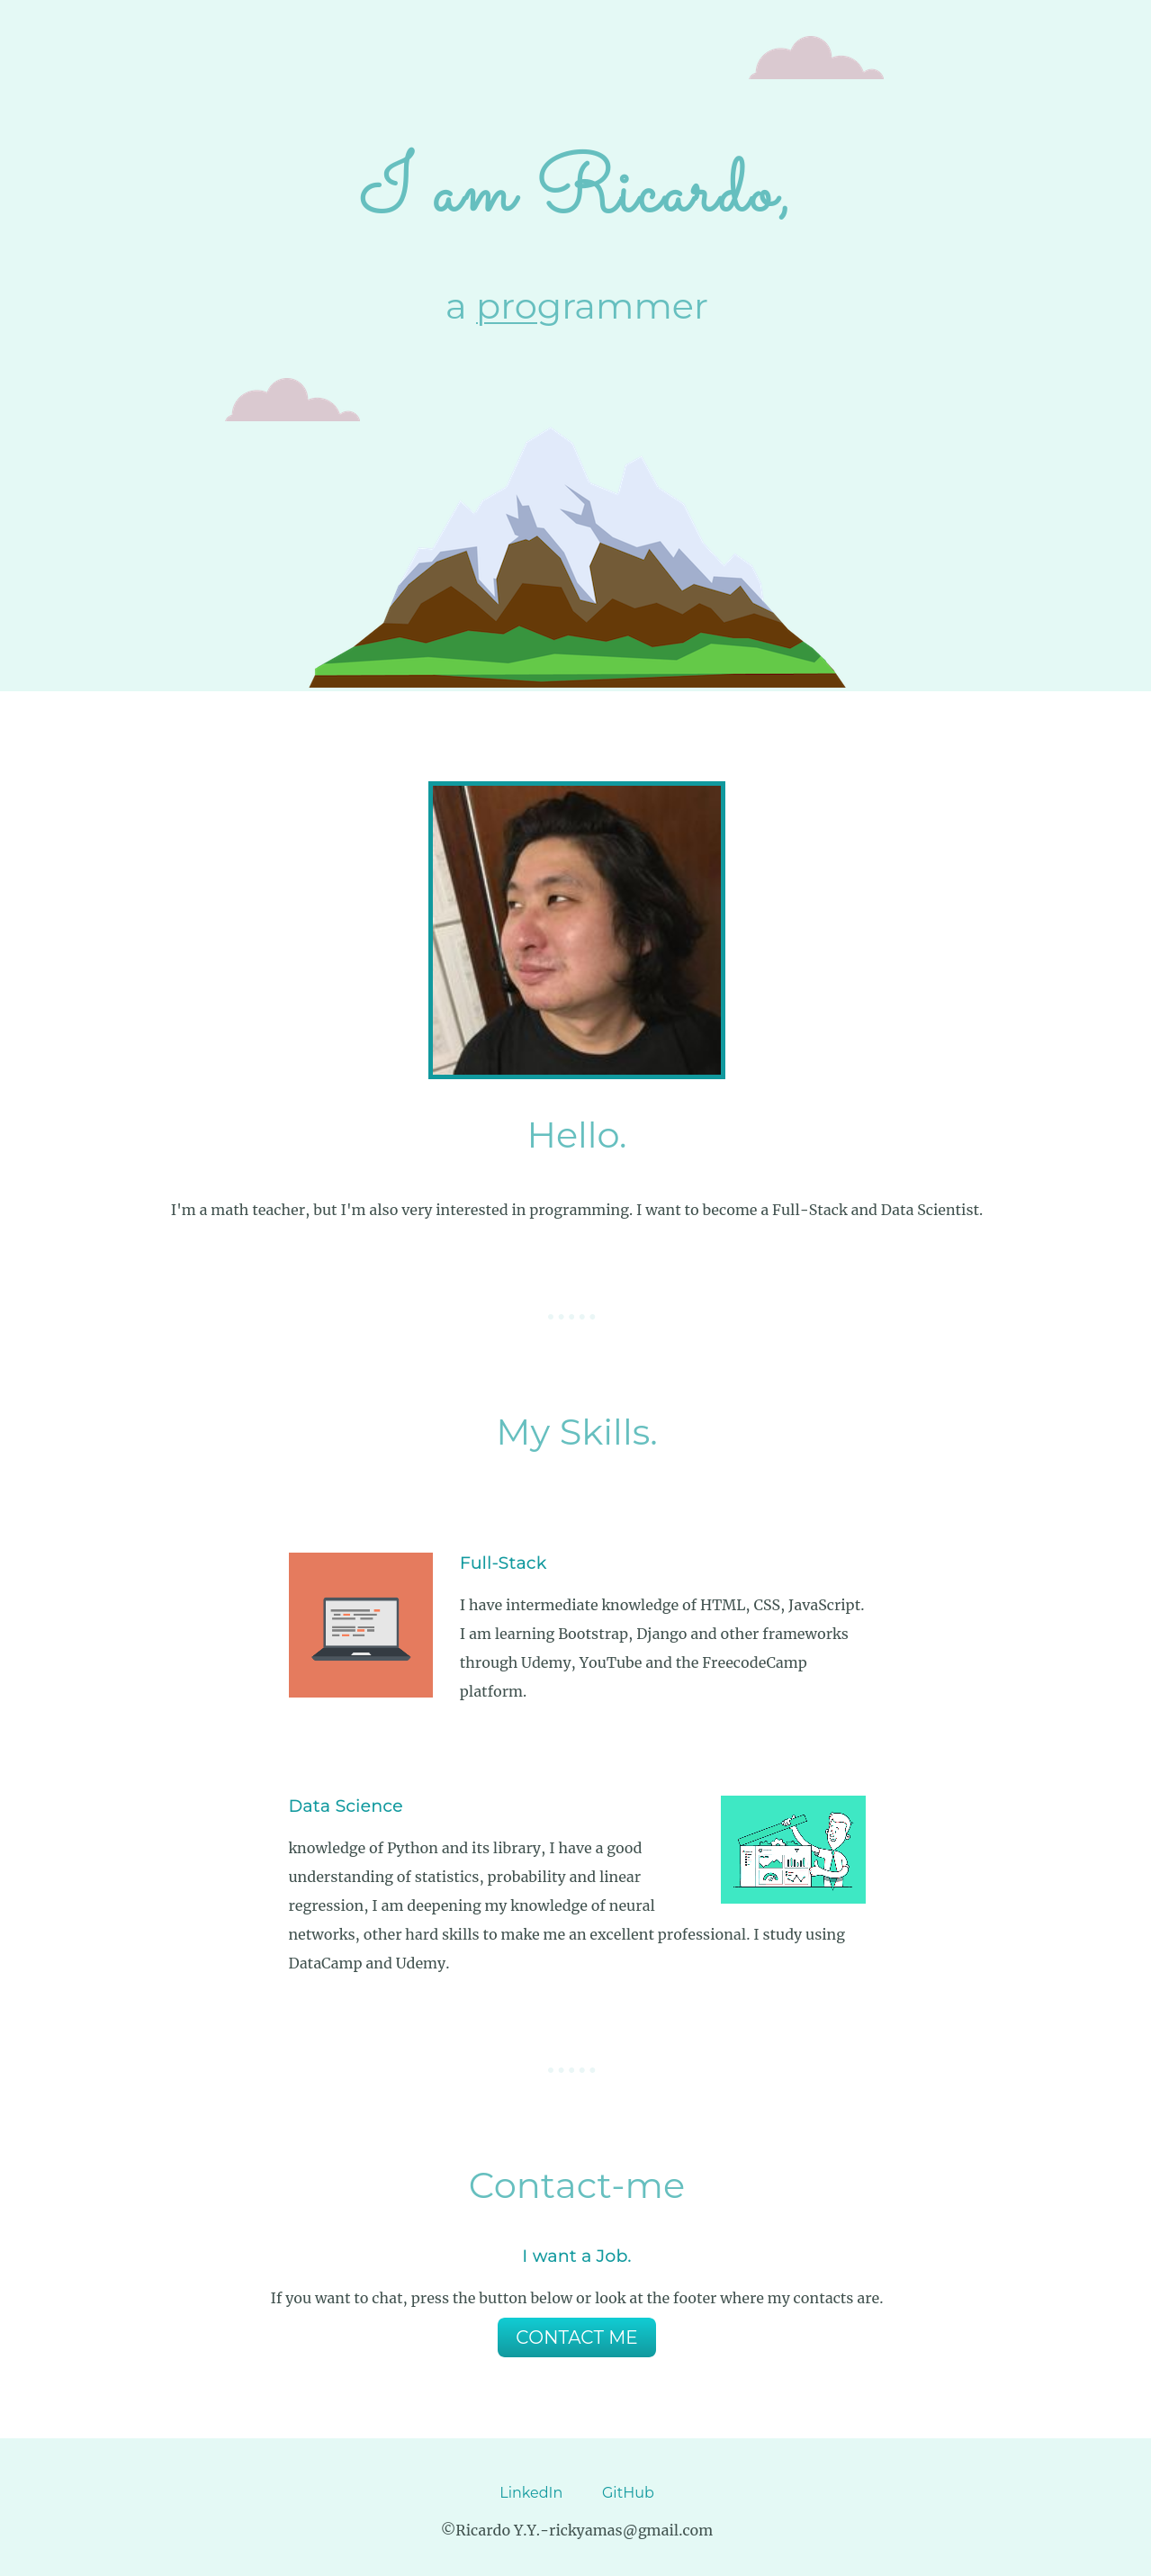 I am Ricardo,
a programmer
Hello.
I'm a math teacher, but I'm also very interested in programming. I want to become a Full-Stack and Data Scientist.
My Skills.
Full-Stack
I have intermediate knowledge of HTML, CSS, JavaScript.
I am learning Bootstrap, Django and other frameworks
through Udemy, YouTube and the FreecodeCamp
platform.
Data Science
knowledge of Python and its library, I have a good
understanding of statistics, probability and linear
regression, I am deepening my knowledge of neural
networks, other hard skills to make me an excellent professional. I study using
DataCamp and Udemy.
Contact-me
I want a Job.
If you want to chat, press the button below or look at the footer where my contacts are.
CONTACT ME
LinkedIn GitHub
©Ricardo Y.Y.-rickyamas@gmail.com